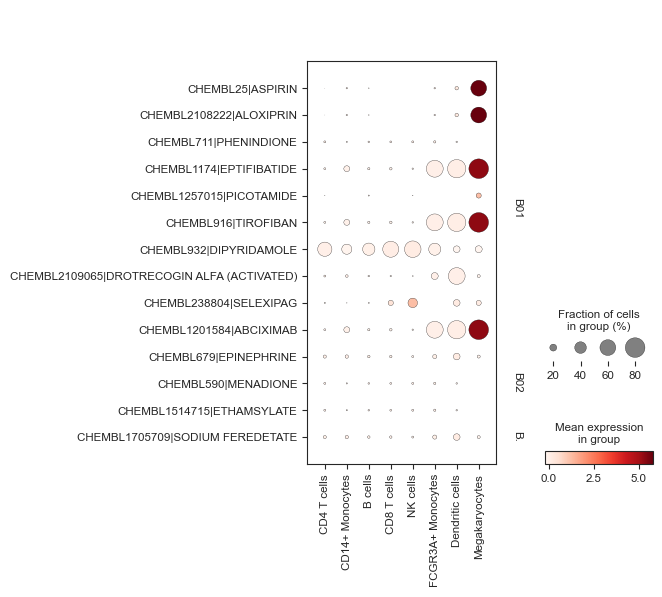 CHEMBL25|ASPIRIN
CHEMBL2108222|ALOXIPRIN
CHEMBL711|PHENINDIONE
CHEMBL1174|EPTIFIBATIDE
CHEMBL1257015|PICOTAMIDE
CHEMBL916|TIROFIBAN
CHEMBL932|DIPYRIDAMOLE
CHEMBL2109065|DROTRECOGIN ALFA (ACTIVATED)
CHEMBL238804|SELEXIPAG
CHEMBL1201584|ABCIXIMAB
CHEMBL679|EPINEPHRINE
CHEMBL590|MENADIONE
CHEMBL1514715|ETHAMSYLATE
CHEMBL1705709|SODIUM FEREDETATE
B01
B02
B.
CD4 T cells
CD14+ Monocytes
B cells
CD8 T cells
NK cells
FCGR3A+ Monocytes
Dendritic cells
Megakaryocytes
Fraction of cells
in group (%)
20 40 60 80
Mean expression
in group
0.0 2.5 5.0